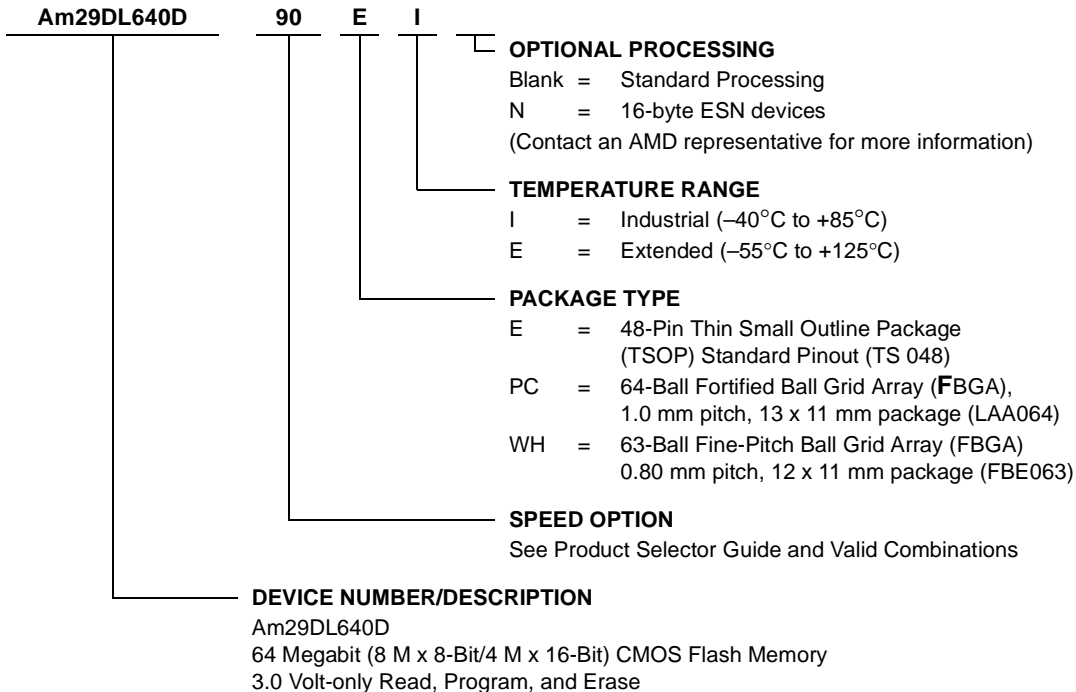 Am29DL640D 90 E I
OPTIONAL PROCESSING
Blank = Standard Processing
N = 16-byte ESN devices
(Contact an AMD representative for more information)
TEMPERATURE RANGE
I = Industrial (–40°C to +85°C)
E = Extended (–55°C to +125°C)
PACKAGE TYPE
E = 48-Pin Thin Small Outline Package
(TSOP) Standard Pinout (TS 048)
PC = 64-Ball Fortified Ball Grid Array (FBGA),
1.0 mm pitch, 13 x 11 mm package (LAA064)
WH = 63-Ball Fine-Pitch Ball Grid Array (FBGA)
0.80 mm pitch, 12 x 11 mm package (FBE063)
SPEED OPTION
See Product Selector Guide and Valid Combinations
DEVICE NUMBER/DESCRIPTION
Am29DL640D
64 Megabit (8 M x 8-Bit/4 M x 16-Bit) CMOS Flash Memory
3.0 Volt-only Read, Program, and Erase